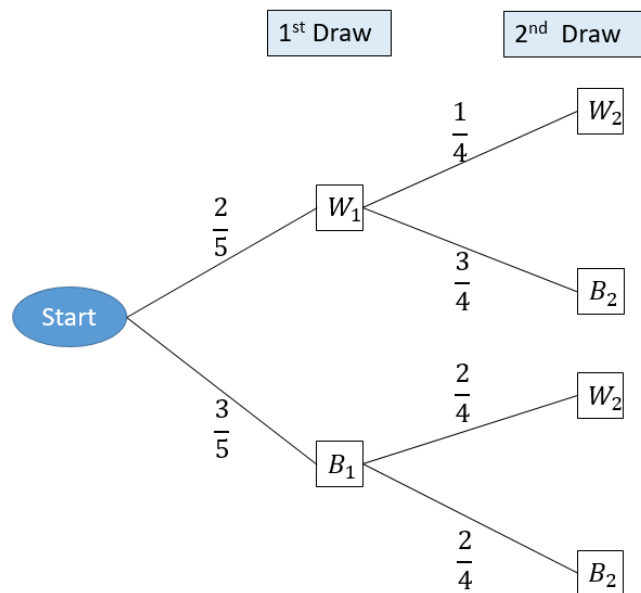 1st Draw
2nd Draw
1/4
W₂
2/5
W₁
3/4
B₂
Start
2/4
W₂
3/5
B₁
2/4
B₂